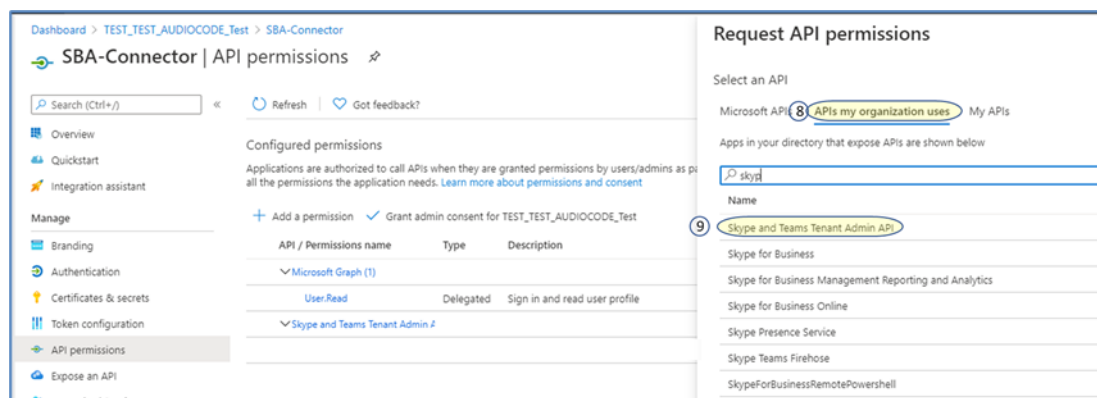 Dashboard > TEST_TEST_AUDIOCODE_Test > SBA-Connector
SBA-Connector | API permissions
Search (Ctrl+/)
«
Overview
Quickstart
Integration assistant
Manage
Branding
Authentication
Certificates & secrets
Token configuration
API permissions
Expose an API
Refresh
Got feedback?
Configured permissions
Applications are authorized to call APIs when they are granted permissions by users/admins as pa
all the permissions the application needs. Learn more about permissions and consent
Add a permission
Grant admin consent for TEST_TEST_AUDIOCODE_Test
API / Permissions name Type Description
Microsoft Graph (1)
User.Read Delegated Sign in and read user profile
Skype and Teams Tenant Admin A
Request API permissions
Select an API
Microsoft APIs 8 APIs my organization uses My APIs
Apps in your directory that expose APIs are shown below
skyp
Name
9 Skype and Teams Tenant Admin API
Skype for Business
Skype for Business Management Reporting and Analytics
Skype for Business Online
Skype Presence Service
Skype Teams Firehose
SkypeForBusinessRemotePowershell